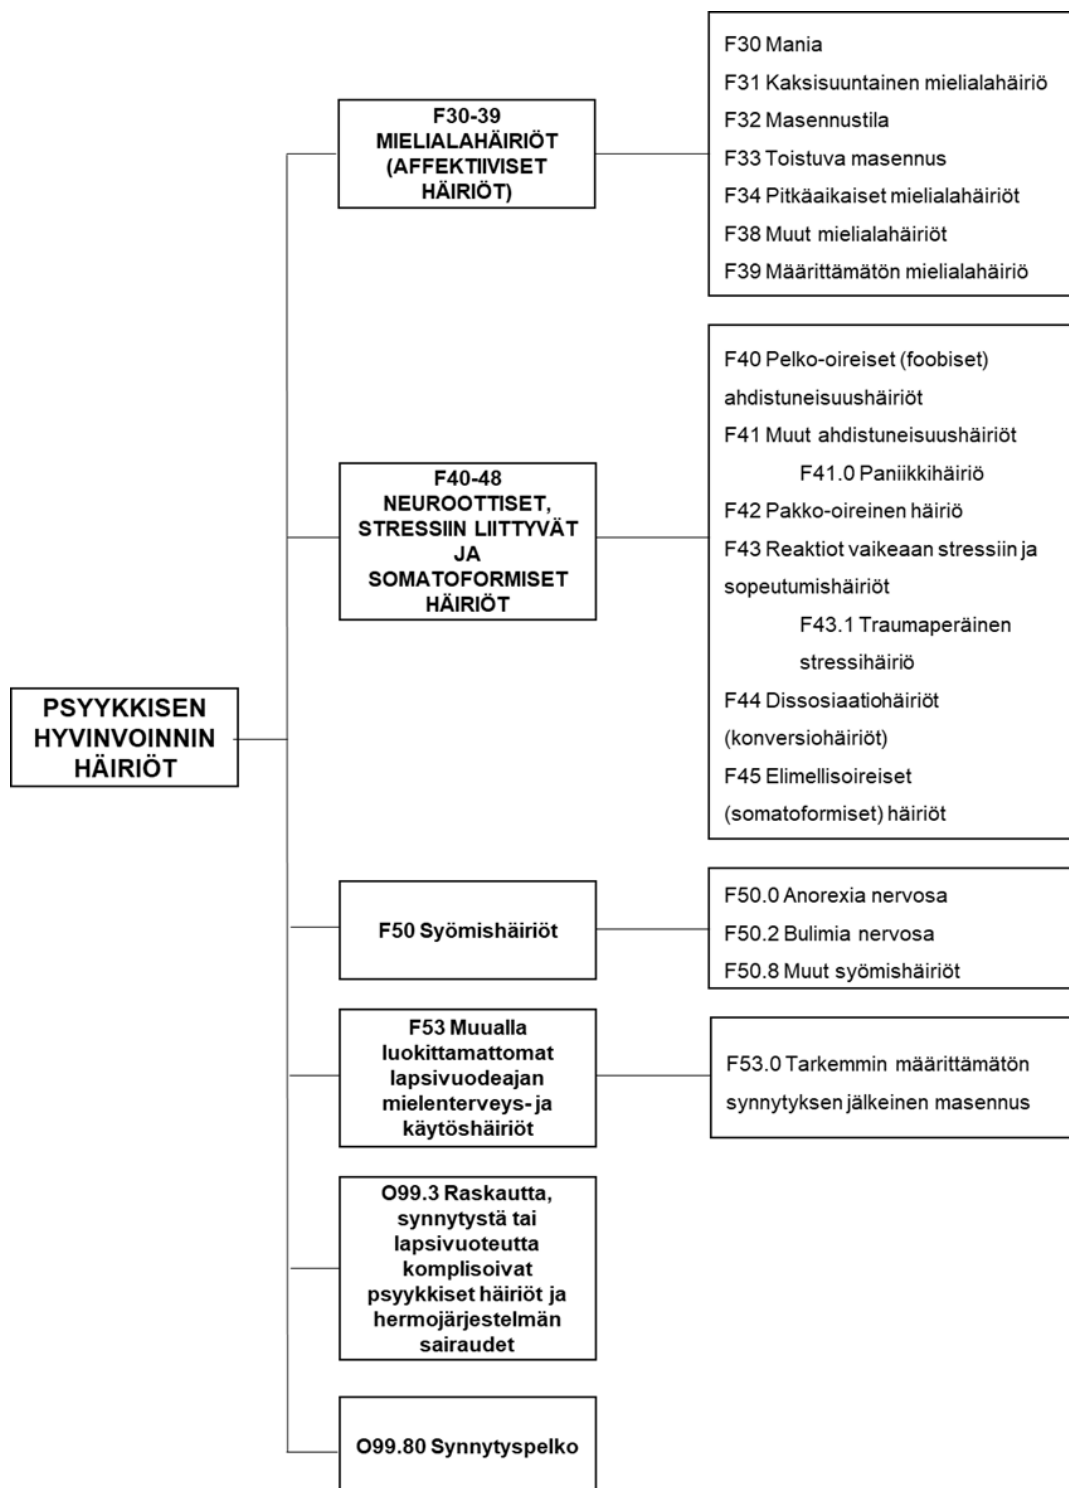 PSYYKKISEN
HYVINVOINNIN
HÄIRIÖT
F30-39
MIELIALAHÄIRIÖT
(AFFEKTIIVISET
HÄIRIÖT)
F30 Mania
F31 Kaksisuuntainen mielialahäiriö
F32 Masennustila
F33 Toistuva masennus
F34 Pitkäaikaiset mielialahäiriöt
F38 Muut mielialahäiriöt
F39 Määrittämätön mielialahäiriö
F40-48
NEUROOTTISET,
STRESSIIN LIITTYVÄT
JA
SOMATOFORMISET
HÄIRIÖT
F40 Pelko-oireiset (foobiset)
ahdistuneisuushäiriöt
F41 Muut ahdistuneisuushäiriöt
F41.0 Paniikkihäiriö
F42 Pakko-oireinen häiriö
F43 Reaktiot vaikeaan stressiin ja
sopeutumishäiriöt
F43.1 Traumaperäinen
stressihäiriö
F44 Dissosiaatiohäiriöt
(konversiohäiriöt)
F45 Elimellisoireiset
(somatoformiset) häiriöt
F50 Syömishäiriöt
F50.0 Anorexia nervosa
F50.2 Bulimia nervosa
F50.8 Muut syömishäiriöt
F53 Muualla
luokittamattomat
lapsivuodeajan
mielenterveys- ja
käytöshäiriöt
F53.0 Tarkemmin määrittämätön
synnytyksen jälkeinen masennus
O99.3 Raskautta,
synnytystä tai
lapsivuoteutta
komplisoivat
psyykkiset häiriöt ja
hermojärjestelmän
sairaudet
O99.80 Synnytyspelko